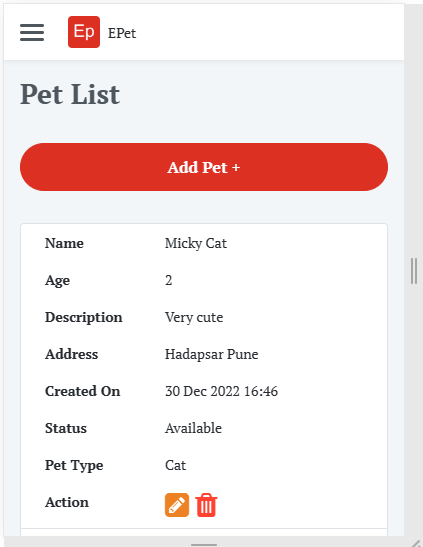 Ep EPet
Pet List
Add Pet +
Name Micky Cat
Age 2
Description Very cute
Address Hadapsar Pune
Created On 30 Dec 2022 16:46
Status Available
Pet Type Cat
Action